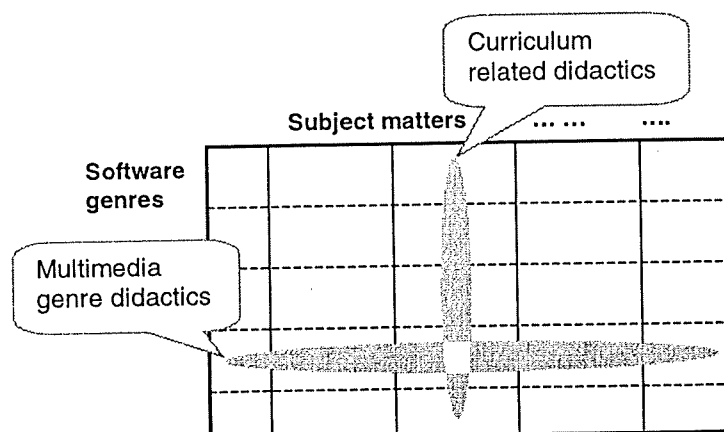 Curriculum
related didactics
Subject matters ... ... ....
Software
genres
Multimedia
genre didactics